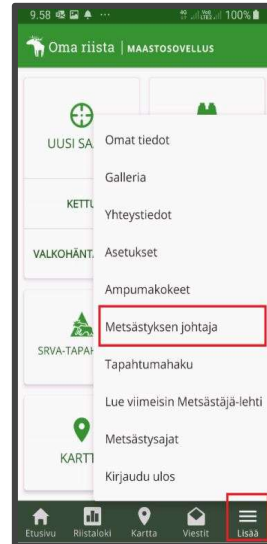 9.58
100%
Oma riista | MAASTOSOVELLUS
UUSI SA
KETTU
VALKOHÄNT
SRVA-TAPAH
KARTT
Omat tiedot
Galleria
Yhteystiedot
Asetukset
Ampumakokeet
Metsästyksen johtaja
Tapahtumahaku
Lue viimeisin Metsästäjä-lehti
Metsästysajat
Kirjaudu ulos
Etusivu Riistaloki Kartta Viestit Lisää